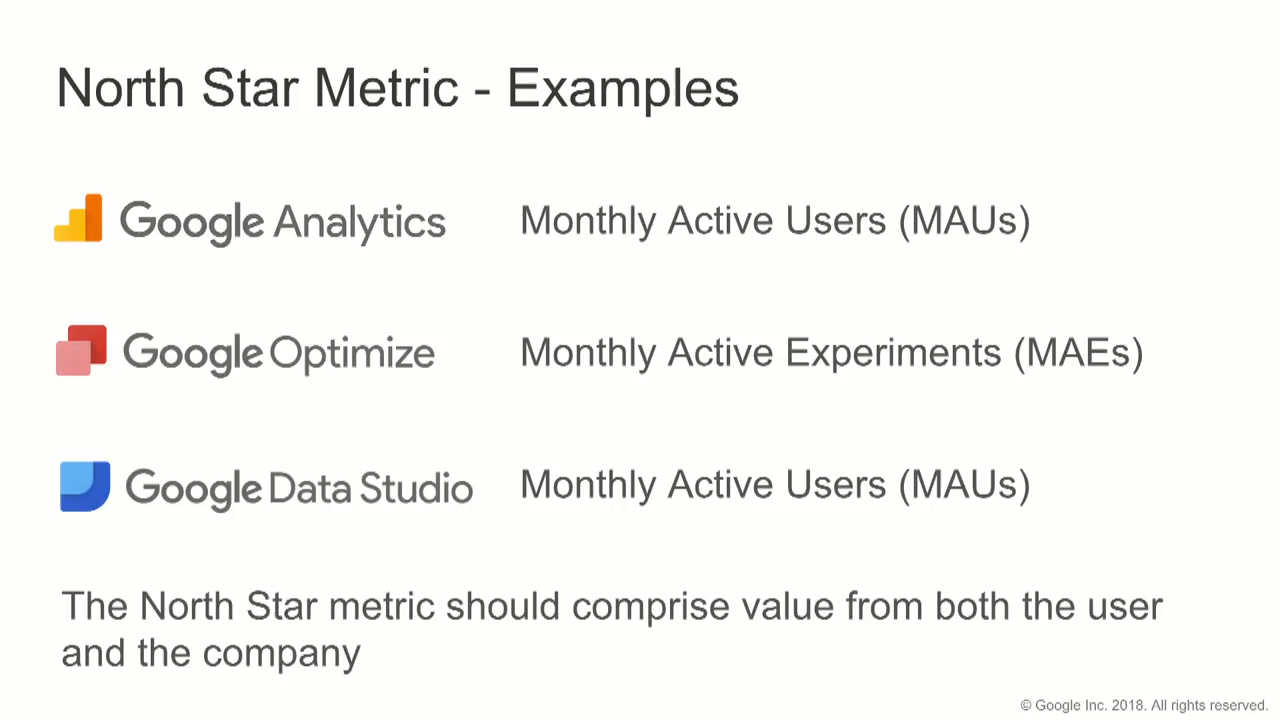 North Star Metric - Examples
Google Analytics Monthly Active Users (MAUs)
Google Optimize Monthly Active Experiments (MAEs)
Google Data Studio Monthly Active Users (MAUs)
The North Star metric should comprise value from both the user
and the company
© Google Inc. 2018. All rights reserved.